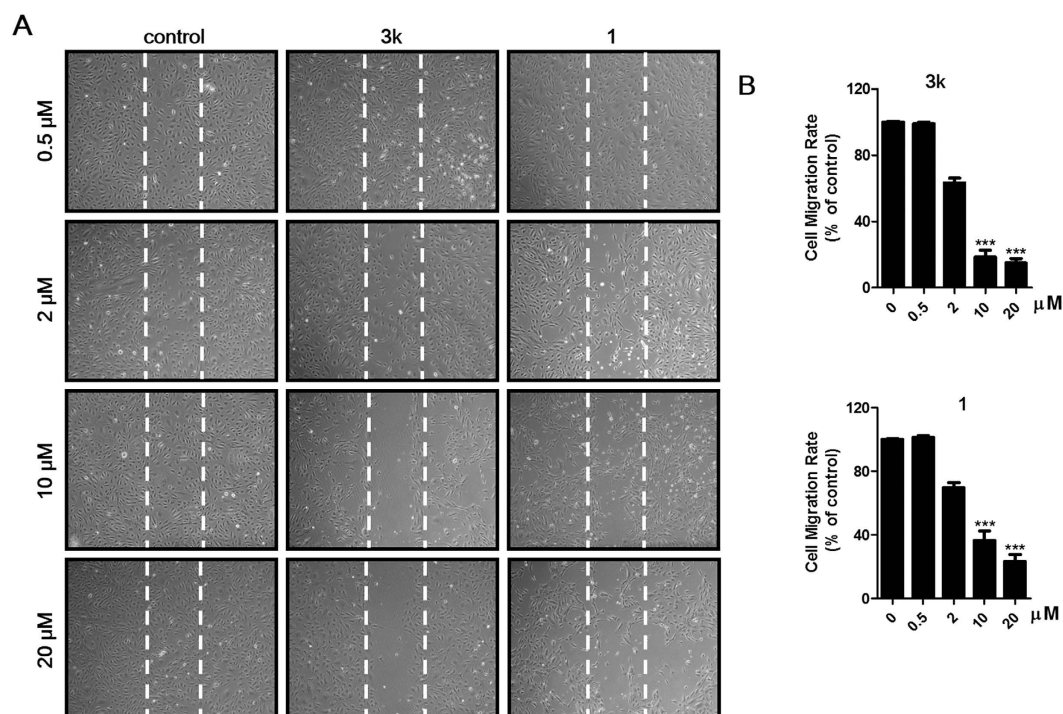 A
control 3k 1
0.5 μM
2 μM
10 μM
20 μM
B
3k
Cell Migration Rate
(% of control)
120
80
40
0
*** ***
0 0.5 2 10 20 μM
1
Cell Migration Rate
(% of control)
120
80
40
0
***
***
0 0.5 2 10 20 μM